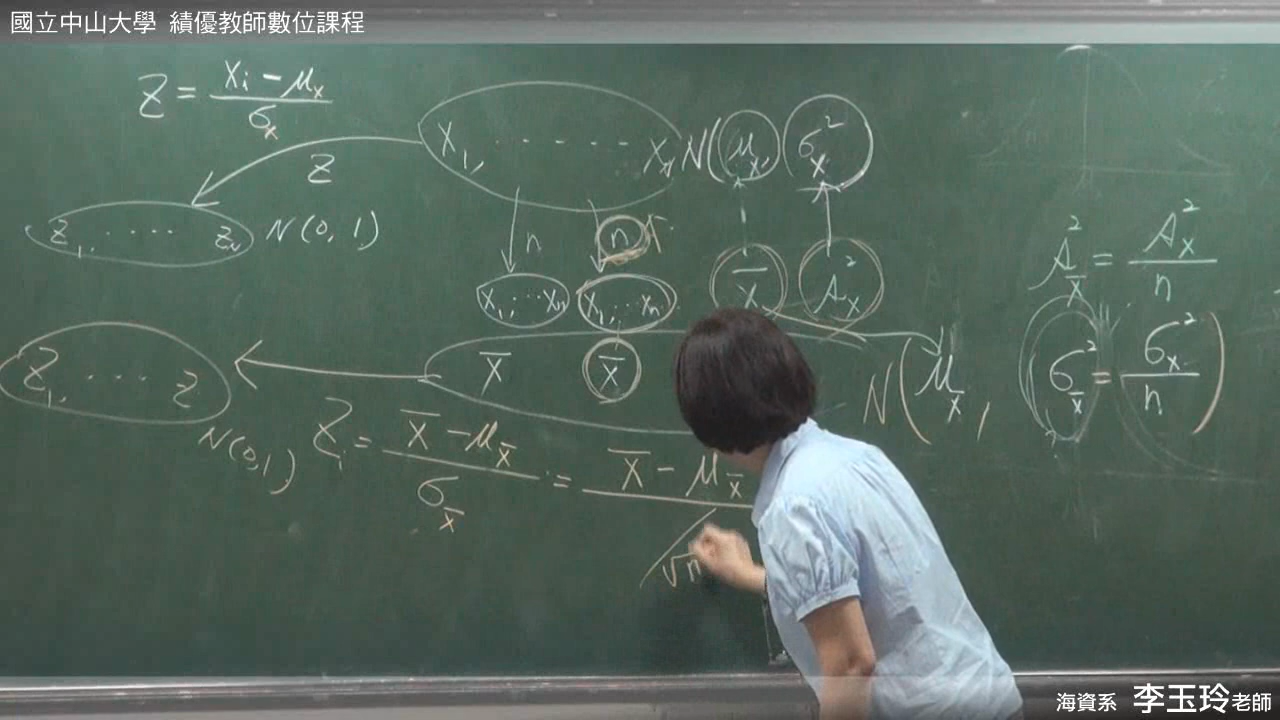 國立中山大學 績優教師數位課程
Z = (Xi − μx) / σx
X1, · · · · · · XN N(μx, σx²)
Z
Z1, · · · · ZN N(0, 1)
n n
X1, ··· Xn X1, ··· Xn X̄ Sx²
Sx̄² = Sx² / n
Z1, · · · · Z X̄ X̄ N(μx̄, σx̄² = σx² / n)
N(0,1) Zi = (X̄ − μx̄) / σx̄ = (X̄ − μx̄) / ( / √n)
海資系 李玉玲老師